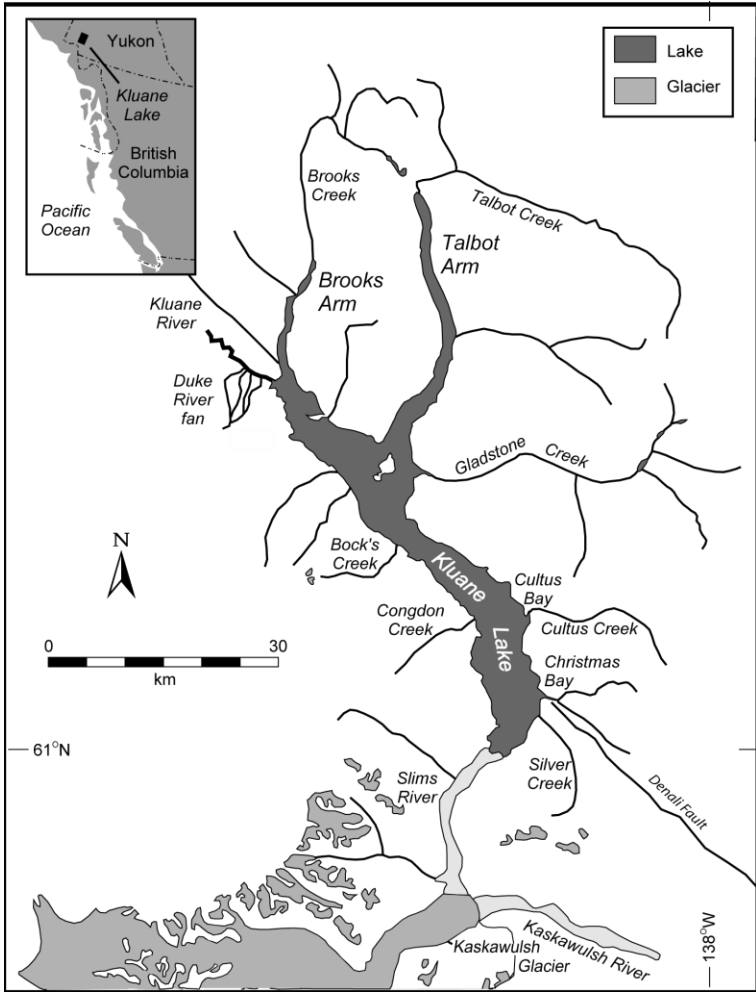 Yukon
Kluane
Lake
British
Columbia
Pacific
Ocean
Lake
Glacier
Brooks
Creek
Talbot Creek
Talbot
Arm
Brooks
Arm
Kluane
River
Duke
River
fan
Gladstone Creek
Bock's
Creek
N
Kluane
Lake
Cultus
Bay
Congdon
Creek
Cultus Creek
0 30
km
Christmas
Bay
61°N
Slims
River
Silver
Creek
Denali Fault
Kaskawulsh River
Kaskawulsh
Glacier
138°W